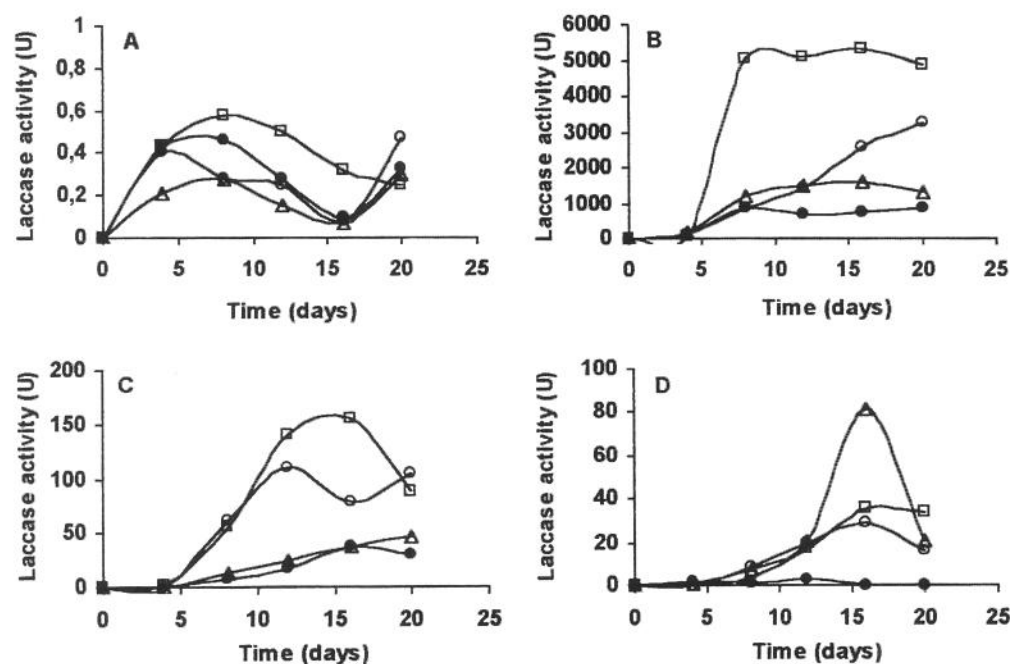 A
Laccase activity (U)
1
0,8
0,6
0,4
0,2
0
0 5 10 15 20 25
Time (days)
B
Laccase activity (U)
6000
5000
4000
3000
2000
1000
0
0 5 10 15 20 25
Time (days)
C
Laccase activity (U)
200
150
100
50
0
0 5 10 15 20 25
Time (days)
D
Laccase activity (U)
100
80
60
40
20
0
0 5 10 15 20 25
Time (days)